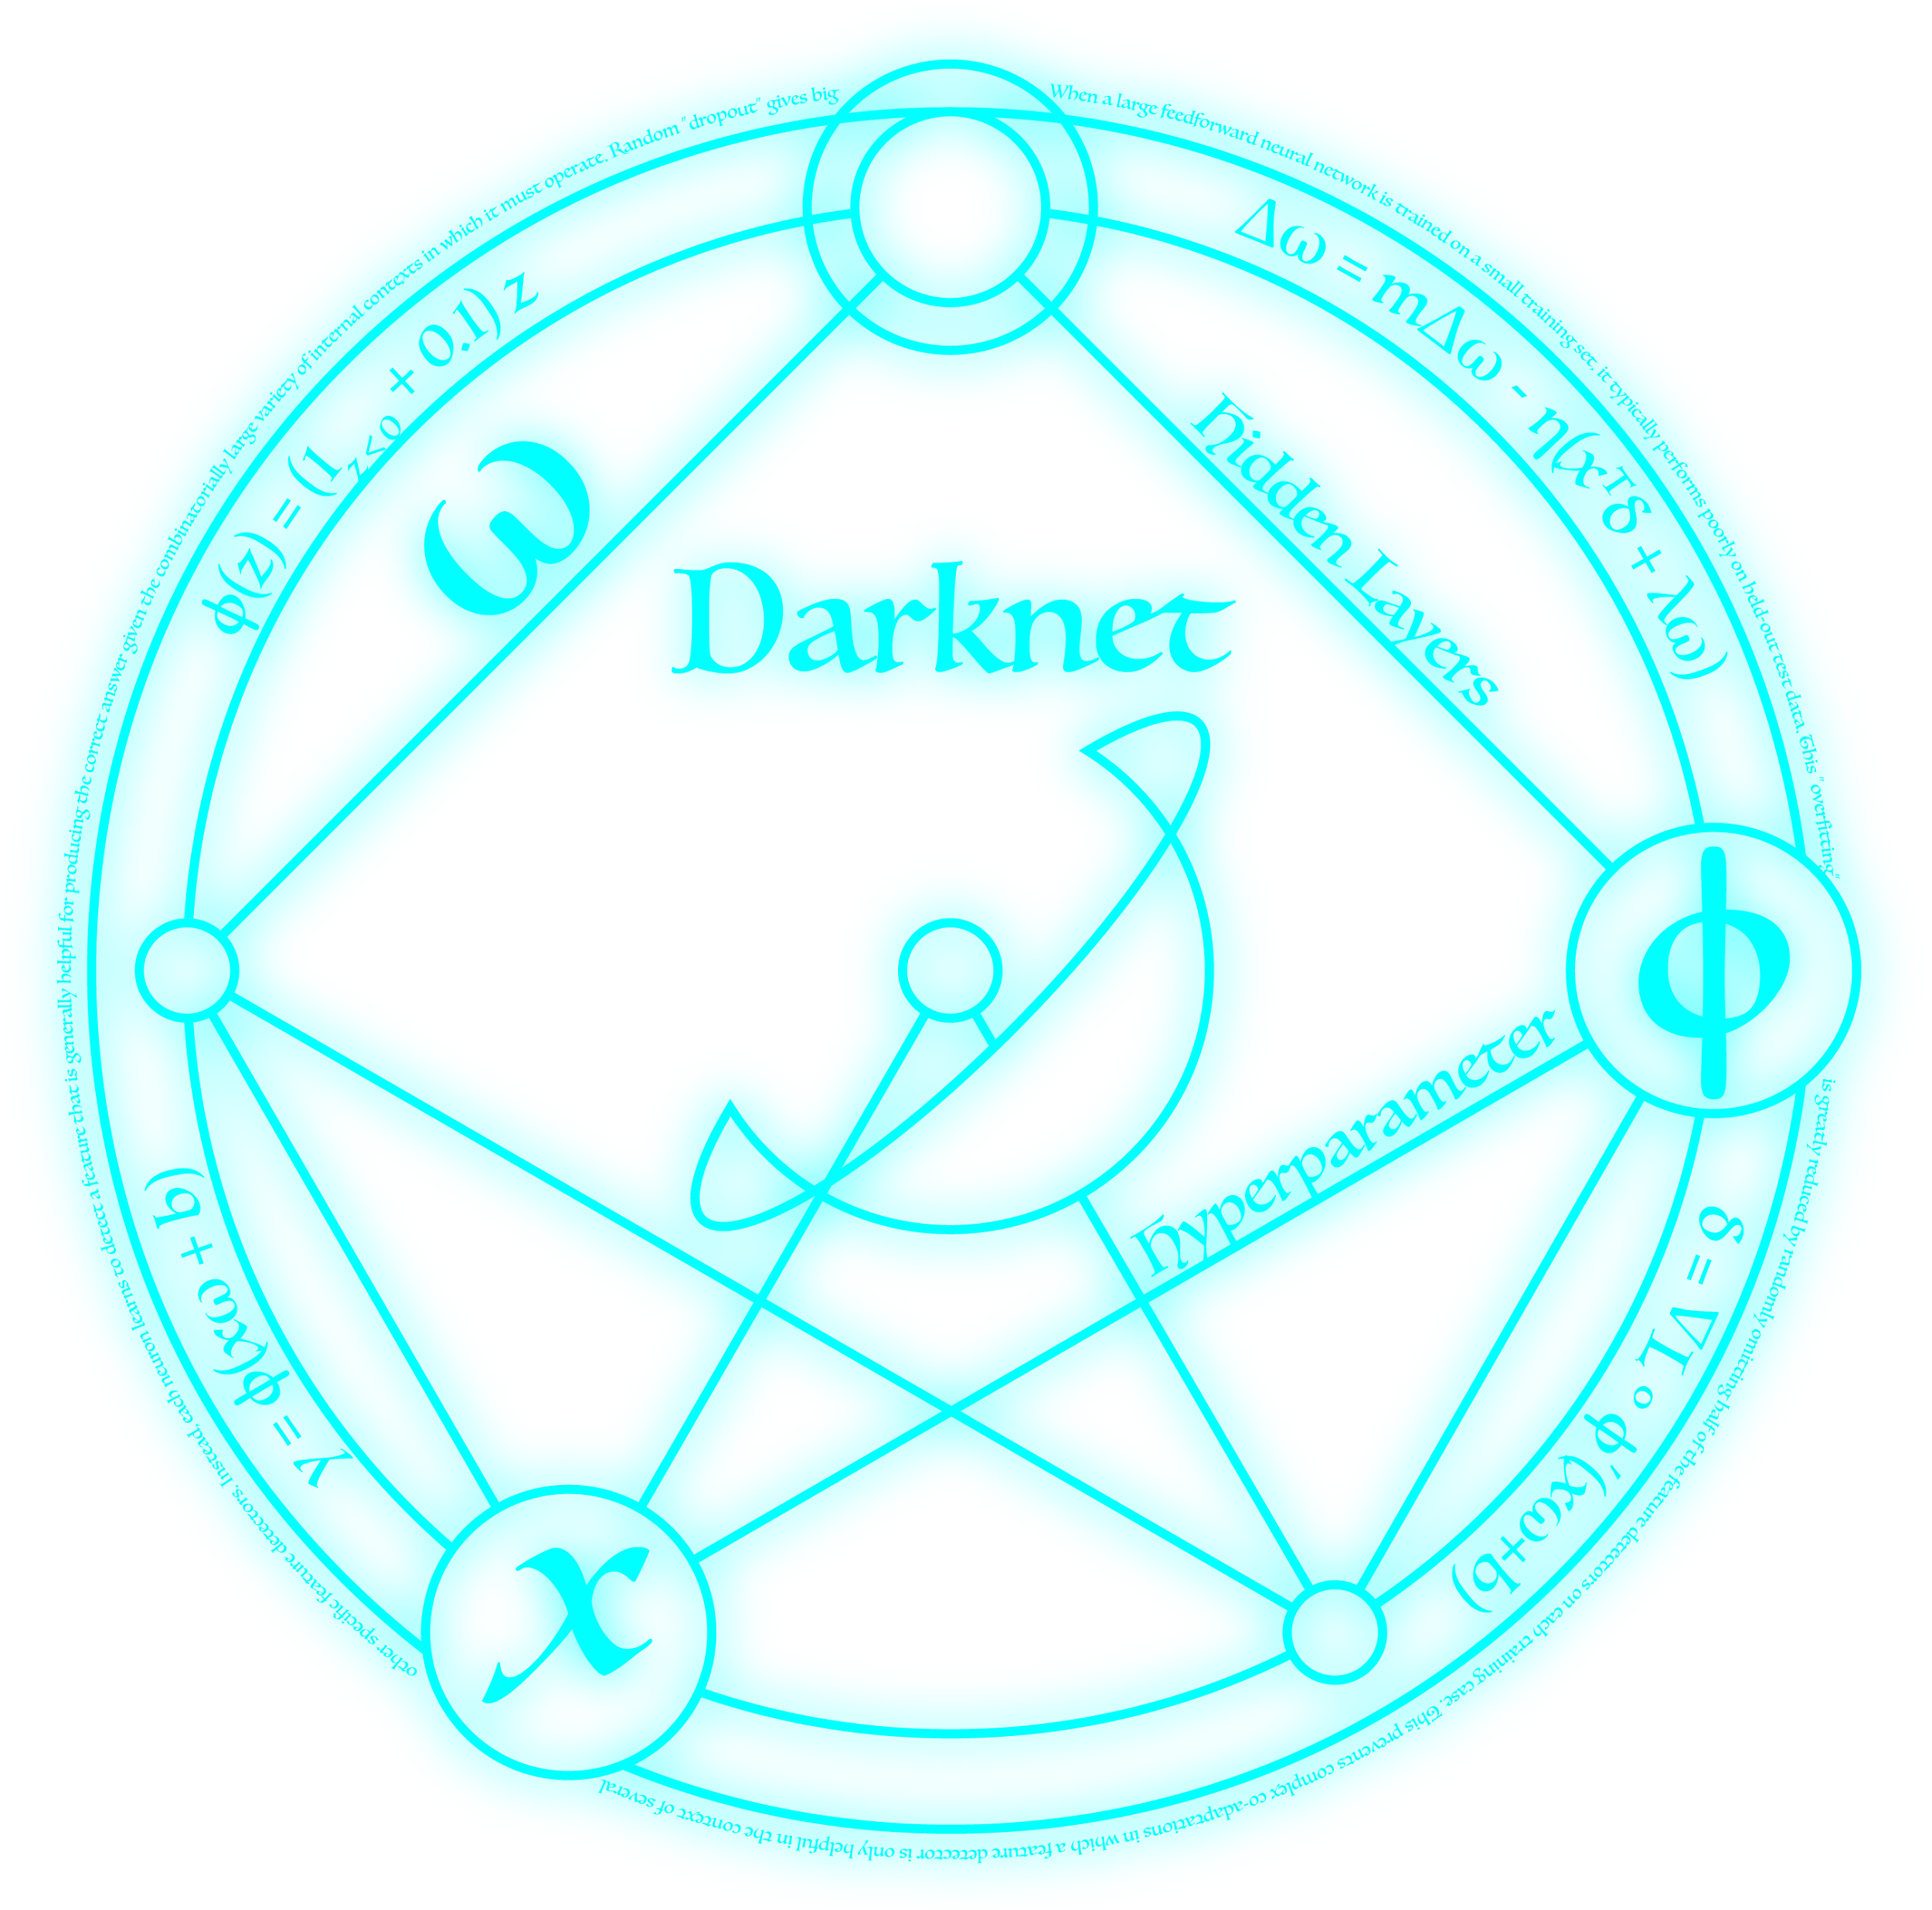 When a large feedforward neural network is trained on a small training set, it typically performs poorly on held-out test data. This "overfitting"
is greatly reduced by randomly omitting half of the feature detectors on each training case. This prevents complex co-adaptations in which a feature detector is only helpful in the context of several
other specific feature detectors. Instead, each neuron learns to detect a feature that is generally helpful for producing the correct answer given the combinatorially large variety of internal contexts in which it must operate. Random "dropout" gives big
Δω = mΔω - η(xᵀδ + λω)
δ = ∇l ∘ ϕ′(xω+b)
y = ϕ(xω + b)
ϕ(z) = (1_{z>0} + 0.1) z
ω
Darknet
Hidden Layers
ϕ
hyperparameter
x